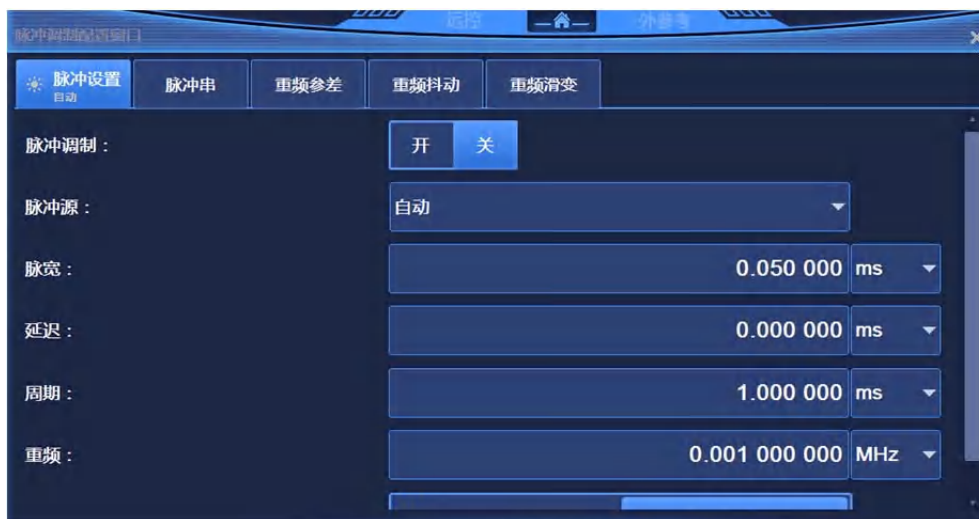 远控
外参考
脉冲调制配置窗口
脉冲设置
自动
脉冲串
重频参差
重频抖动
重频滑变
脉冲调制：
开 关
脉冲源：
自动
脉宽：
0.050 000 ms
延迟：
0.000 000 ms
周期：
1.000 000 ms
重频：
0.001 000 000 MHz